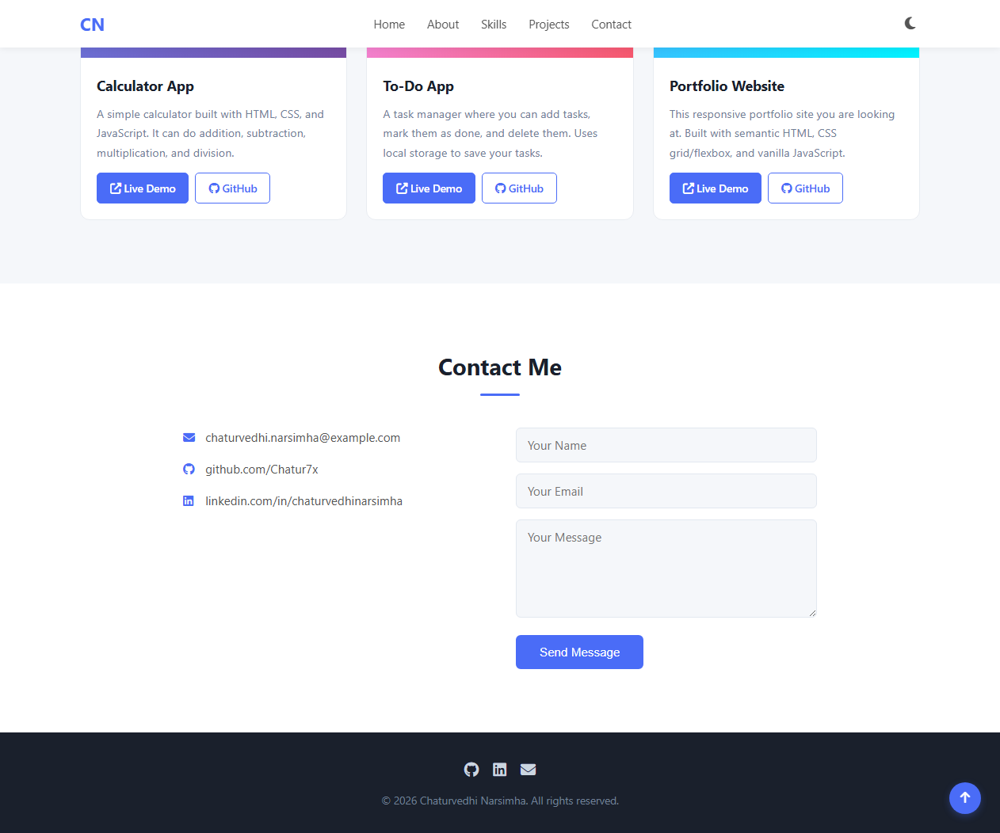 CN
Home About Skills Projects Contact
Calculator App
A simple calculator built with HTML, CSS, and
JavaScript. It can do addition, subtraction,
multiplication, and division.
Live Demo GitHub
To-Do App
A task manager where you can add tasks,
mark them as done, and delete them. Uses
local storage to save your tasks.
Live Demo GitHub
Portfolio Website
This responsive portfolio site you are looking
at. Built with semantic HTML, CSS
grid/flexbox, and vanilla JavaScript.
Live Demo GitHub
Contact Me
chaturvedhi.narsimha@example.com
github.com/Chatur7x
linkedin.com/in/chaturvedhinarsimha
Your Name
Your Email
Your Message
Send Message
© 2026 Chaturvedhi Narsimha. All rights reserved.